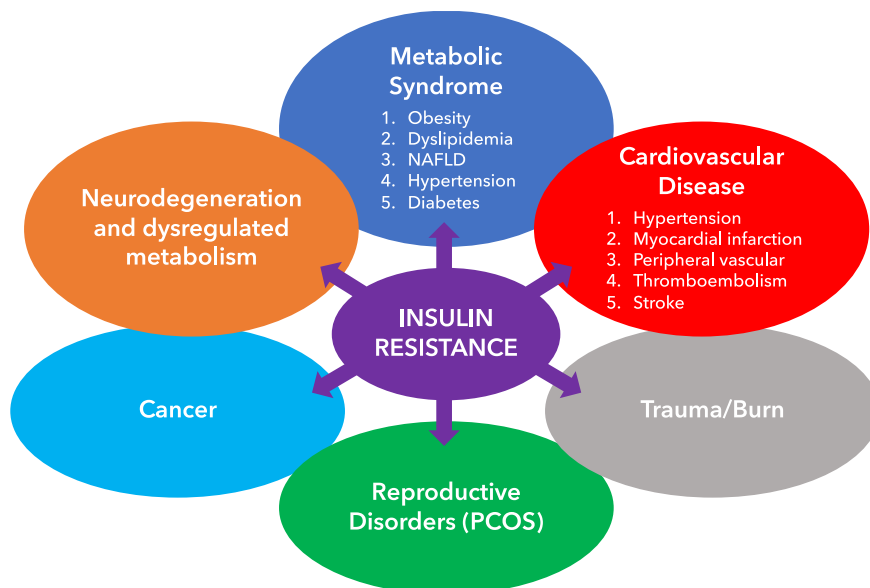 Metabolic
Syndrome
1. Obesity
2. Dyslipidemia
3. NAFLD
4. Hypertension
5. Diabetes
Cardiovascular
Disease
1. Hypertension
2. Myocardial infarction
3. Peripheral vascular
4. Thromboembolism
5. Stroke
Neurodegeneration
and dysregulated
metabolism
INSULIN
RESISTANCE
Cancer
Trauma/Burn
Reproductive
Disorders (PCOS)